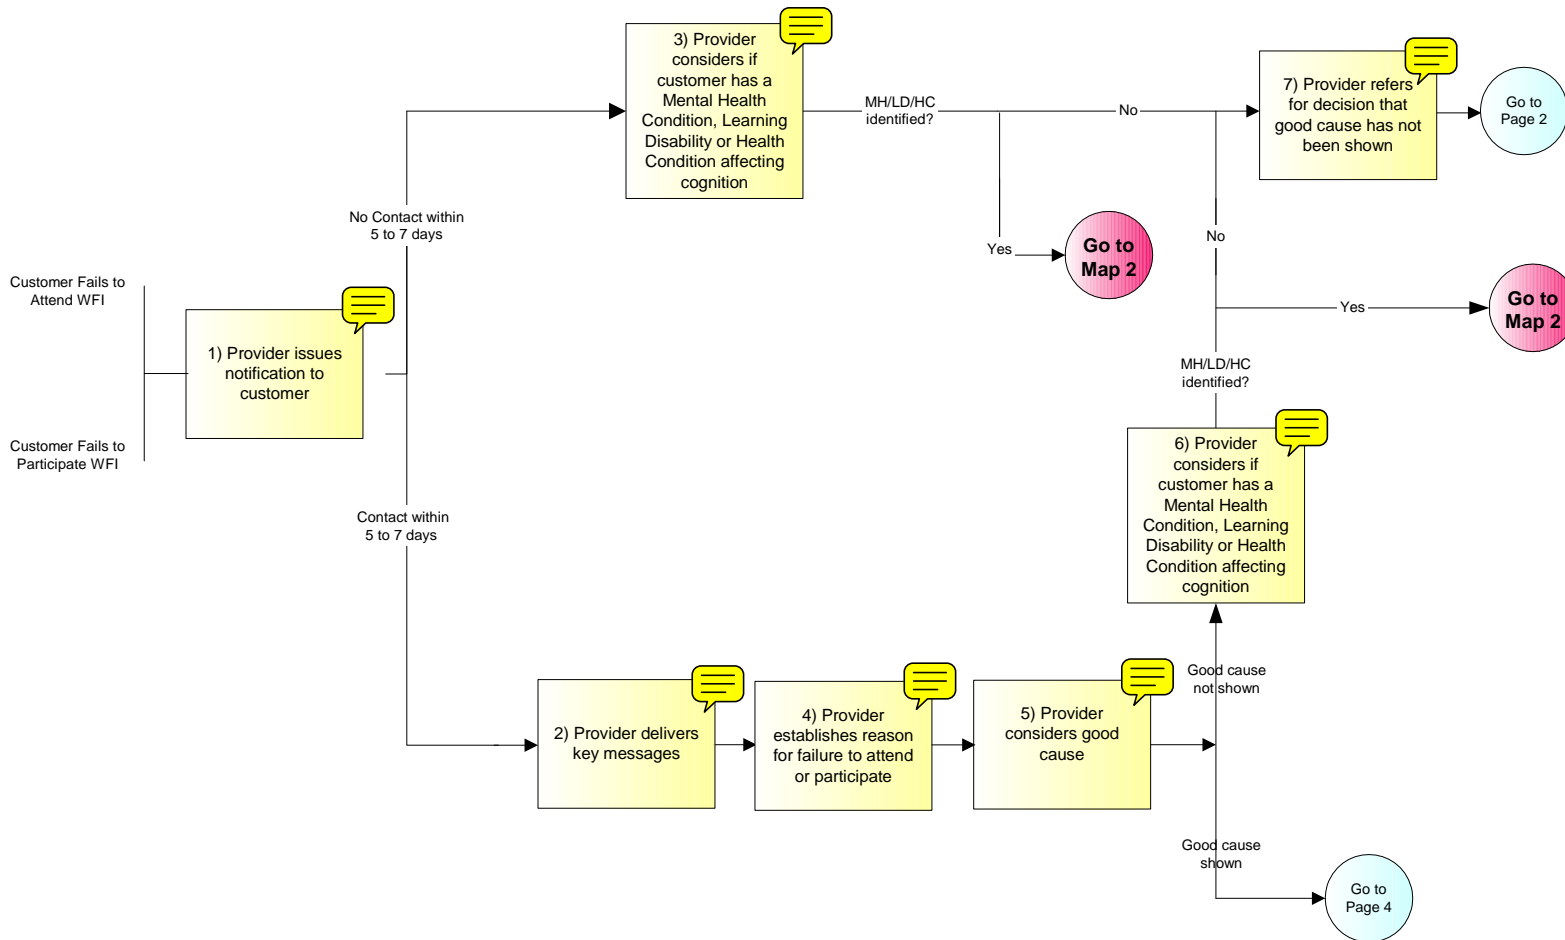 3) Provider
considers if
customer has a
Mental Health
Condition, Learning
Disability or Health
Condition affecting
cognition
MH/LD/HC
identified?
No
7) Provider refers
for decision that
good cause has not
been shown
Go to
Page 2
No Contact within
5 to 7 days
Yes
Go to
Map 2
No
Customer Fails to
Attend WFI
Yes
Go to
Map 2
1) Provider issues
notification to
customer
MH/LD/HC
identified?
Customer Fails to
Participate WFI
6) Provider
considers if
customer has a
Mental Health
Condition, Learning
Disability or Health
Condition affecting
cognition
Contact within
5 to 7 days
2) Provider delivers
key messages
4) Provider
establishes reason
for failure to attend
or participate
5) Provider
considers good
cause
Good cause
not shown
Good cause
shown
Go to
Page 4